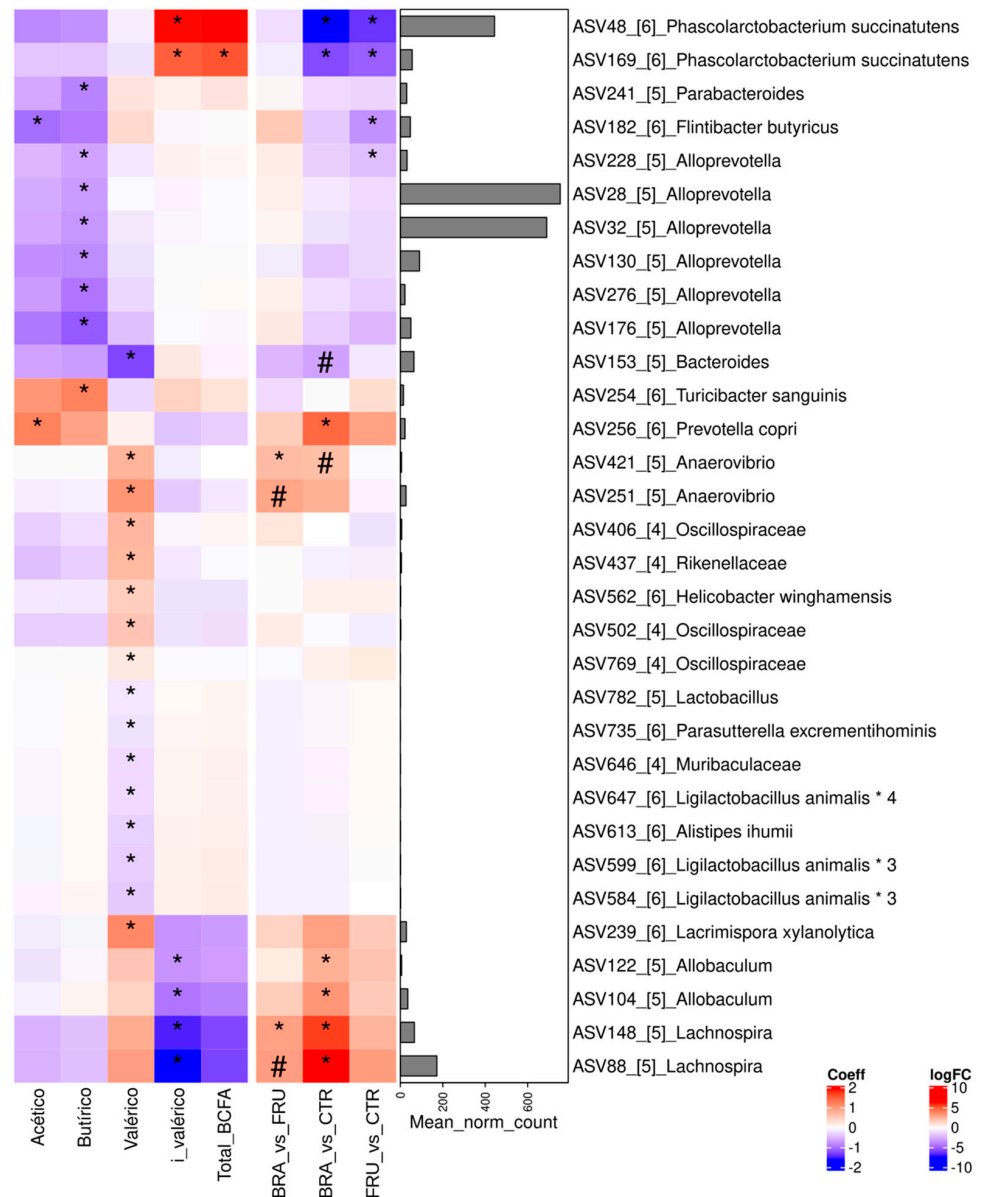 * * * ASV48_[6]_Phascolarctobacterium succinatutens
* * * * ASV169_[6]_Phascolarctobacterium succinatutens
* ASV241_[5]_Parabacteroides
* * ASV182_[6]_Flintibacter butyricus
* * ASV228_[5]_Alloprevotella
* ASV28_[5]_Alloprevotella
* ASV32_[5]_Alloprevotella
* ASV130_[5]_Alloprevotella
* ASV276_[5]_Alloprevotella
* ASV176_[5]_Alloprevotella
* # ASV153_[5]_Bacteroides
* ASV254_[6]_Turicibacter sanguinis
* * ASV256_[6]_Prevotella copri
* * # ASV421_[5]_Anaerovibrio
* # ASV251_[5]_Anaerovibrio
* ASV406_[4]_Oscillospiraceae
* ASV437_[4]_Rikenellaceae
* ASV562_[6]_Helicobacter winghamensis
* ASV502_[4]_Oscillospiraceae
* ASV769_[4]_Oscillospiraceae
* ASV782_[5]_Lactobacillus
* ASV735_[6]_Parasutterella excrementihominis
* ASV646_[4]_Muribaculaceae
* ASV647_[6]_Ligilactobacillus animalis * 4
* ASV613_[6]_Alistipes ihumii
* ASV599_[6]_Ligilactobacillus animalis * 3
* ASV584_[6]_Ligilactobacillus animalis * 3
* ASV239_[6]_Lacrimispora xylanolytica
* * ASV122_[5]_Allobaculum
* * ASV104_[5]_Allobaculum
* * * ASV148_[5]_Lachnospira
* # * ASV88_[5]_Lachnospira
Acético
Butírico
Valérico
i_valérico
Total_BCFA
BRA_vs_FRU
BRA_vs_CTR
FRU_vs_CTR
0 200 400 600
Mean_norm_count
Coeff
2
1
0
-1
-2
logFC
10
5
0
-5
-10